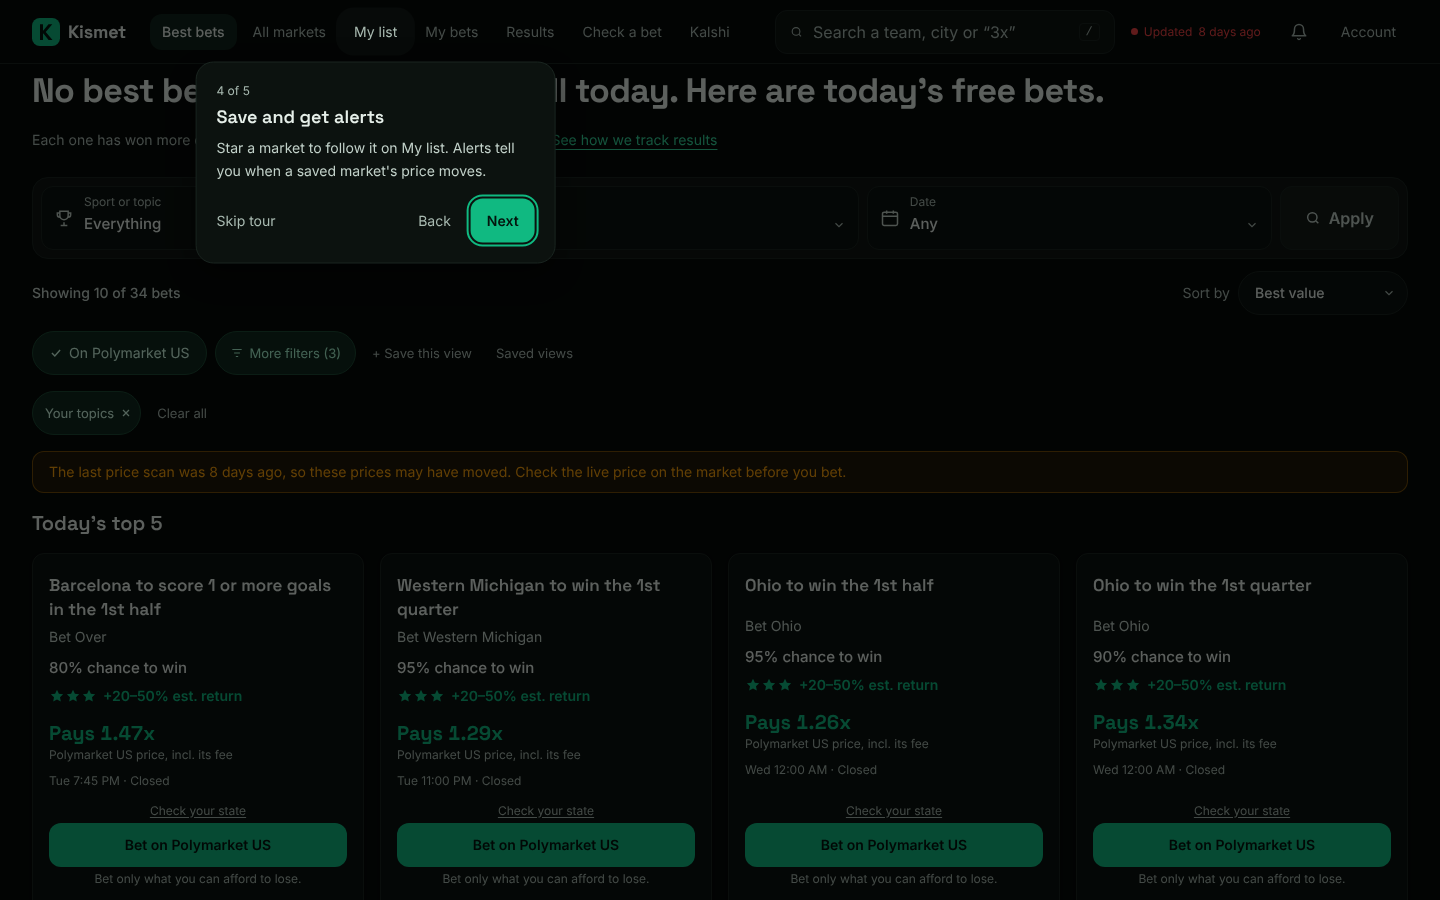 Kismet
Best bets
All markets
My list
My bets
Results
Check a bet
Kalshi
Search a team, city or “3x”
/
Updated 8 days ago
Account
No best be
ll today. Here are today’s free bets.
Each one has won more
See how we track results
4 of 5
Save and get alerts
Star a market to follow it on My list. Alerts tell
you when a saved market's price moves.
Skip tour
Back
Next
Sport or topic
Everything
Date
Any
Apply
Showing 10 of 34 bets
Sort by
Best value
On Polymarket US
More filters (3)
+ Save this view
Saved views
Your topics ×
Clear all
The last price scan was 8 days ago, so these prices may have moved. Check the live price on the market before you bet.
Today’s top 5
Barcelona to score 1 or more goals
in the 1st half
Bet Over
80% chance to win
★★★ +20–50% est. return
Pays 1.47x
Polymarket US price, incl. its fee
Tue 7:45 PM · Closed
Check your state
Bet on Polymarket US
Bet only what you can afford to lose.
Western Michigan to win the 1st
quarter
Bet Western Michigan
95% chance to win
★★★ +20–50% est. return
Pays 1.29x
Polymarket US price, incl. its fee
Tue 11:00 PM · Closed
Check your state
Bet on Polymarket US
Bet only what you can afford to lose.
Ohio to win the 1st half
Bet Ohio
95% chance to win
★★★ +20–50% est. return
Pays 1.26x
Polymarket US price, incl. its fee
Wed 12:00 AM · Closed
Check your state
Bet on Polymarket US
Bet only what you can afford to lose.
Ohio to win the 1st quarter
Bet Ohio
90% chance to win
★★★ +20–50% est. return
Pays 1.34x
Polymarket US price, incl. its fee
Wed 12:00 AM · Closed
Check your state
Bet on Polymarket US
Bet only what you can afford to lose.